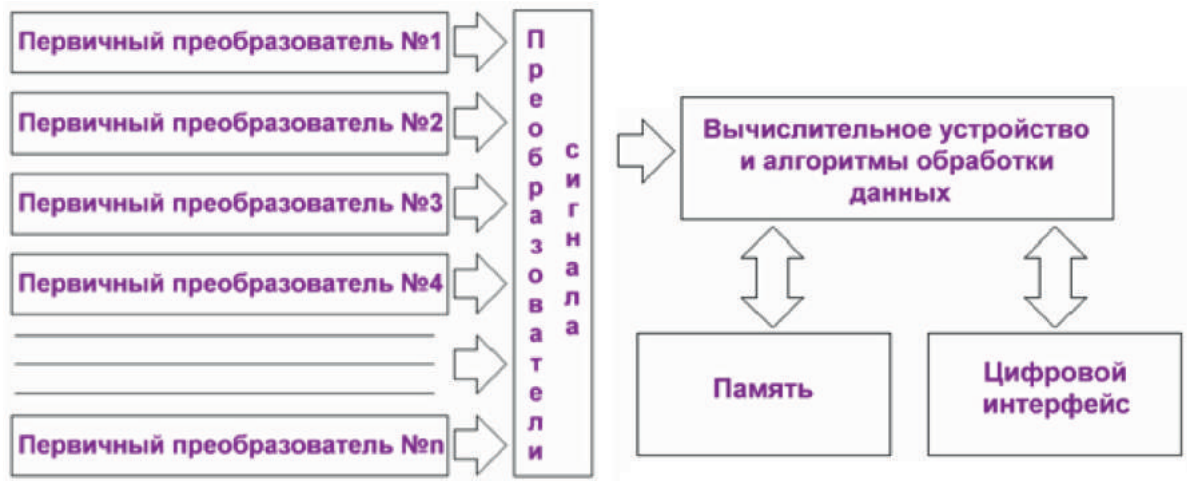 Первичный преобразователь №1
Первичный преобразователь №2
Первичный преобразователь №3
Первичный преобразователь №4
Первичный преобразователь №n
Преобразователи
сигнала
Вычислительное устройство
и алгоритмы обработки
данных
Память
Цифровой
интерфейс